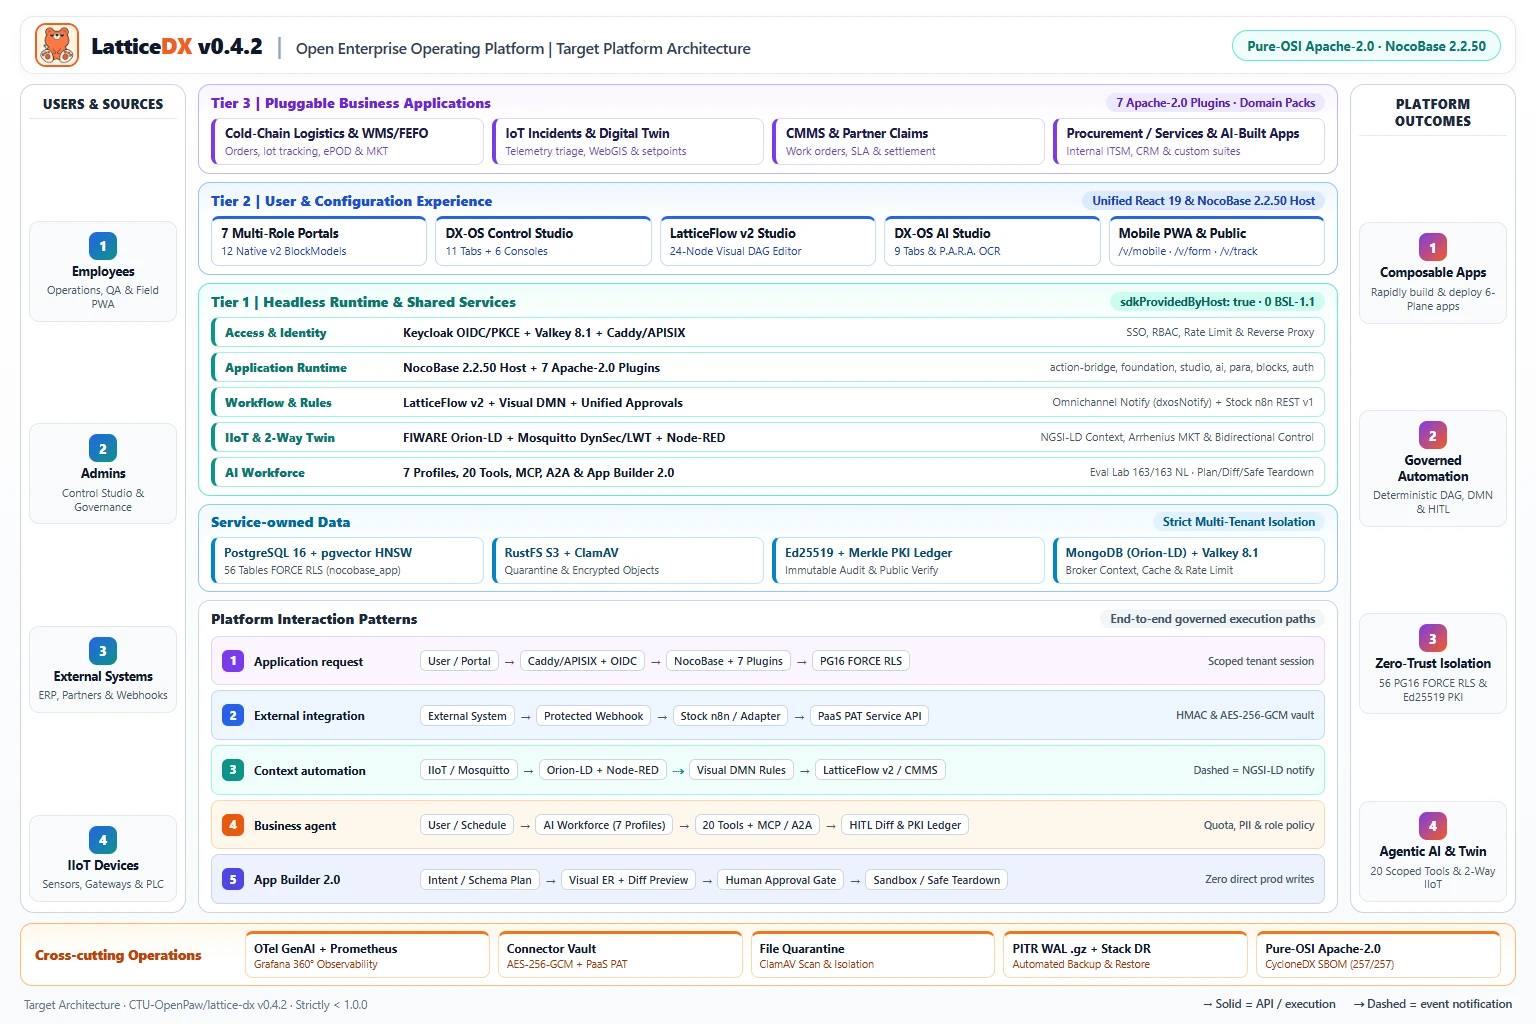 LatticeDX v0.4.2 | Open Enterprise Operating Platform | Target Platform Architecture
Pure-OSI Apache-2.0 · NocoBase 2.2.50
USERS & SOURCES
1
Employees
Operations, QA & Field
PWA
2
Admins
Control Studio &
Governance
3
External Systems
ERP, Partners & Webhooks
4
IIoT Devices
Sensors, Gateways & PLC
Tier 3 | Pluggable Business Applications
7 Apache-2.0 Plugins · Domain Packs
Cold-Chain Logistics & WMS/FEFO
Orders, lot tracking, ePOD & MKT
IoT Incidents & Digital Twin
Telemetry triage, WebGIS & setpoints
CMMS & Partner Claims
Work orders, SLA & settlement
Procurement / Services & AI-Built Apps
Internal ITSM, CRM & custom suites
Tier 2 | User & Configuration Experience
Unified React 19 & NocoBase 2.2.50 Host
7 Multi-Role Portals
12 Native v2 BlockModels
DX-OS Control Studio
11 Tabs + 6 Consoles
LatticeFlow v2 Studio
24-Node Visual DAG Editor
DX-OS AI Studio
9 Tabs & P.A.R.A. OCR
Mobile PWA & Public
/v/mobile · /v/form · /v/track
Tier 1 | Headless Runtime & Shared Services
sdkProvidedByHost: true · 0 BSL-1.1
Access & Identity
Keycloak OIDC/PKCE + Valkey 8.1 + Caddy/APISIX
SSO, RBAC, Rate Limit & Reverse Proxy
Application Runtime
NocoBase 2.2.50 Host + 7 Apache-2.0 Plugins
action-bridge, foundation, studio, ai, para, blocks, auth
Workflow & Rules
LatticeFlow v2 + Visual DMN + Unified Approvals
Omnichannel Notify (dxosNotify) + Stock n8n REST v1
IIoT & 2-Way Twin
FIWARE Orion-LD + Mosquitto DynSec/LWT + Node-RED
NGSI-LD Context, Arrhenius MKT & Bidirectional Control
AI Workforce
7 Profiles, 20 Tools, MCP, A2A & App Builder 2.0
Eval Lab 163/163 NL · Plan/Diff/Safe Teardown
Service-owned Data
Strict Multi-Tenant Isolation
PostgreSQL 16 + pgvector HNSW
56 Tables FORCE RLS (nocobase_app)
RustFS S3 + ClamAV
Quarantine & Encrypted Objects
Ed25519 + Merkle PKI Ledger
Immutable Audit & Public Verify
MongoDB (Orion-LD) + Valkey 8.1
Broker Context, Cache & Rate Limit
Platform Interaction Patterns
End-to-end governed execution paths
1 Application request
User / Portal → Caddy/APISIX + OIDC → NocoBase + 7 Plugins → PG16 FORCE RLS
Scoped tenant session
2 External integration
External System → Protected Webhook → Stock n8n / Adapter → PaaS PAT Service API
HMAC & AES-256-GCM vault
3 Context automation
IIoT / Mosquitto → Orion-LD + Node-RED → Visual DMN Rules → LatticeFlow v2 / CMMS
Dashed = NGSI-LD notify
4 Business agent
User / Schedule → AI Workforce (7 Profiles) → 20 Tools + MCP / A2A → HITL Diff & PKI Ledger
Quota, PII & role policy
5 App Builder 2.0
Intent / Schema Plan → Visual ER + Diff Preview → Human Approval Gate → Sandbox / Safe Teardown
Zero direct prod writes
PLATFORM
OUTCOMES
1
Composable Apps
Rapidly build & deploy 6-
Plane apps
2
Governed
Automation
Deterministic DAG, DMN
& HITL
3
Zero-Trust Isolation
56 PG16 FORCE RLS &
Ed25519 PKI
4
Agentic AI & Twin
20 Scoped Tools & 2-Way
IIoT
Cross-cutting Operations
OTel GenAI + Prometheus
Grafana 360° Observability
Connector Vault
AES-256-GCM + PaaS PAT
File Quarantine
ClamAV Scan & Isolation
PITR WAL .gz + Stack DR
Automated Backup & Restore
Pure-OSI Apache-2.0
CycloneDX SBOM (257/257)
Target Architecture · CTU-OpenPaw/lattice-dx v0.4.2 · Strictly < 1.0.0
→ Solid = API / execution → Dashed = event notification